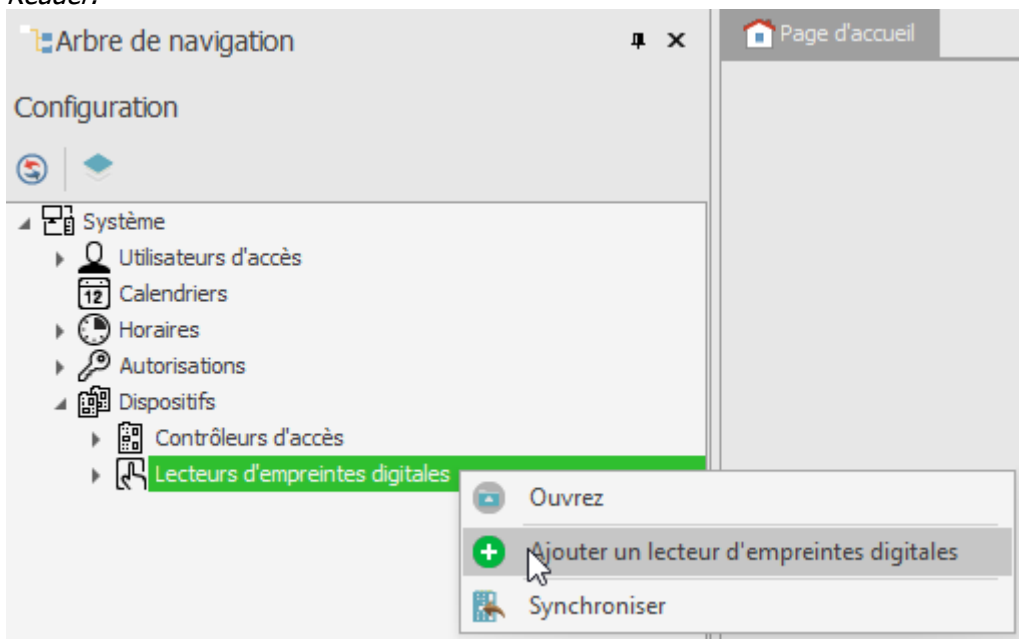 Reader.
Arbre de navigation
Page d'accueil
Configuration
Système
Utilisateurs d'accès
12 Calendriers
Horaires
Autorisations
Dispositifs
Contrôleurs d'accès
Lecteurs d'empreintes digitales
Ouvrez
Ajouter un lecteur d'empreintes digitales
Synchroniser